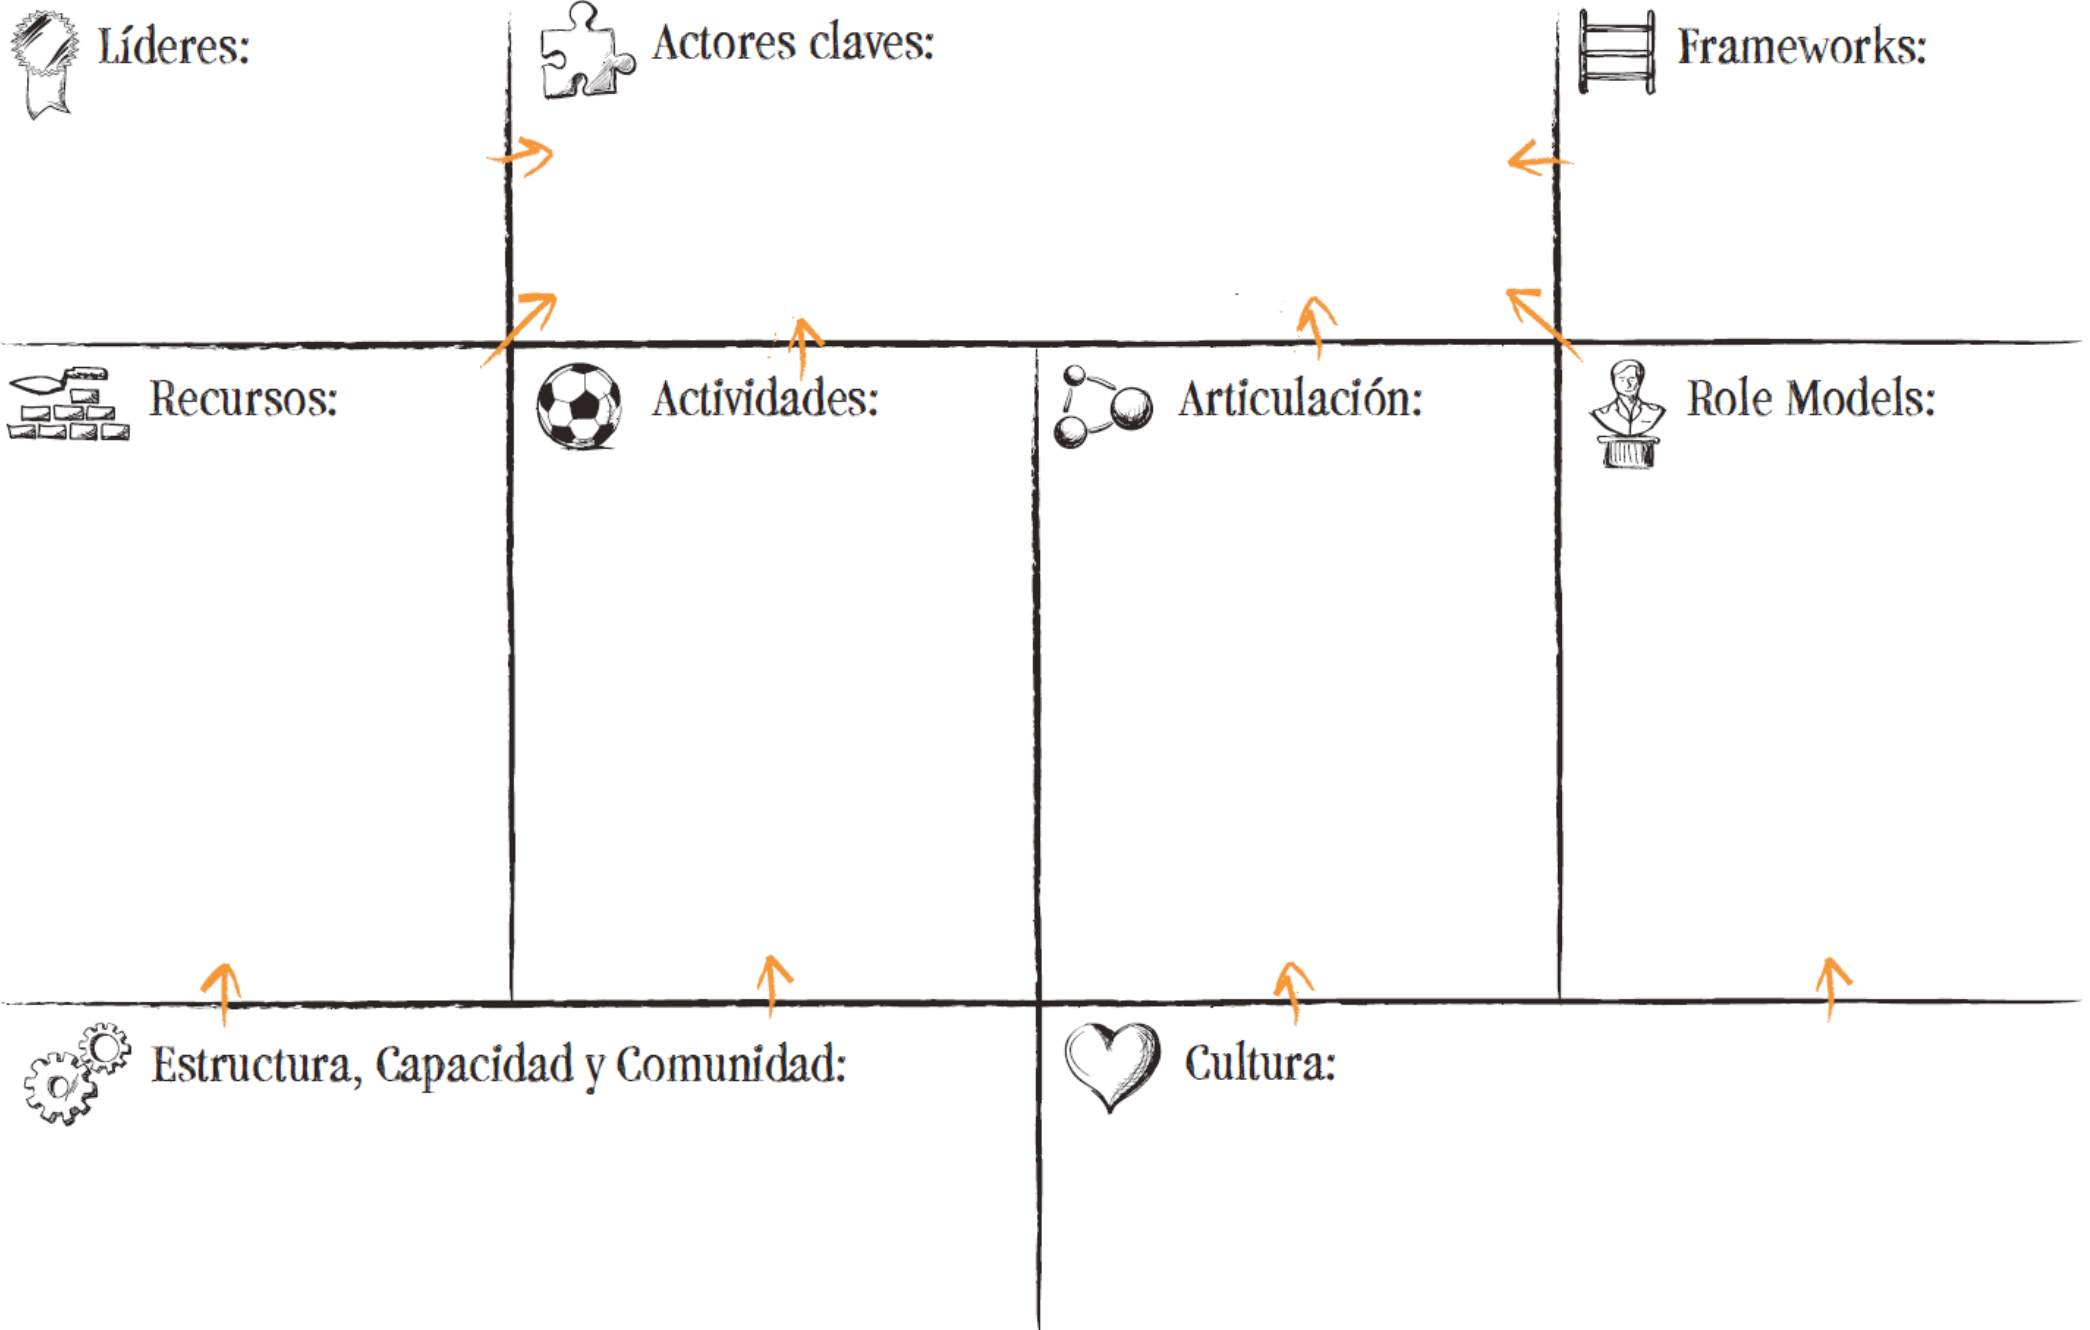 Líderes:
Actores claves:
Frameworks:
Recursos:
Actividades:
Articulación:
Role Models:
Estructura, Capacidad y Comunidad:
Cultura: